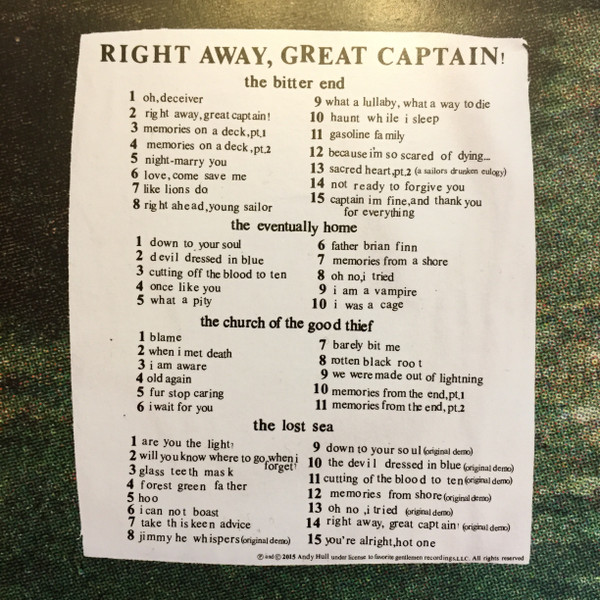 RIGHT AWAY, GREAT CAPTAIN!
the bitter end
1 oh, deceiver
2 right away, great captain!
3 memories on a deck, pt.1
4 memories on a deck, pt.2
5 night-marry you
6 love, come save me
7 like lions do
8 right ahead, young sailor
9 what a lullaby, what a way to die
10 haunt while i sleep
11 gasoline family
12 because i'm so scared of dying...
13 sacred heart, pt.2 (a sailors drunken eulogy)
14 not ready to forgive you
15 captain im fine, and thank you
for everything
the eventually home
1 down to your soul
2 devil dressed in blue
3 cutting off the blood to ten
4 once like you
5 what a pity
6 father brian finn
7 memories from a shore
8 oh no, i tried
9 i am a vampire
10 i was a cage
the church of the good thief
1 blame
2 when i met death
3 i am aware
4 old again
5 fur stop caring
6 i wait for you
7 barely bit me
8 rotten black root
9 we were made out of lightning
10 memories from the end, pt.1
11 memories from the end, pt.2
the lost sea
1 are you the light?
2 will you know where to go when i
forget?
3 glass teeth mask
4 forest green father
5 hoo
6 i can not boast
7 take this keen advice
8 jimmy he whispers (original demo)
9 down to your soul (original demo)
10 the devil dressed in blue (original demo)
11 cutting of the blood to ten (original demo)
12 memories from shore (original demo)
13 oh no, i tried (original demo)
14 right away, great captain! (original demo)
15 you're alright, hot one
℗ and © 2015 Andy Hull under license to favorite gentlemen recordings,LLC. All rights reserved